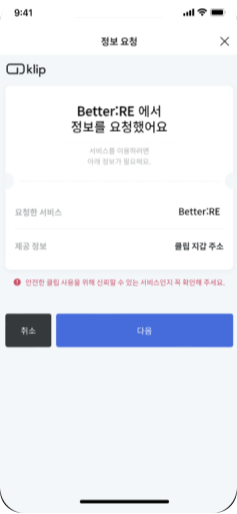 9:41
정보 요청
klip
Better:RE 에서
정보를 요청했어요
서비스를 이용하려면
아래 정보가 필요해요.
요청한 서비스 Better:RE
제공 정보 클립 지갑 주소
안전한 클립 사용을 위해 신뢰할 수 있는 서비스인지 꼭 확인해 주세요.
취소 다음